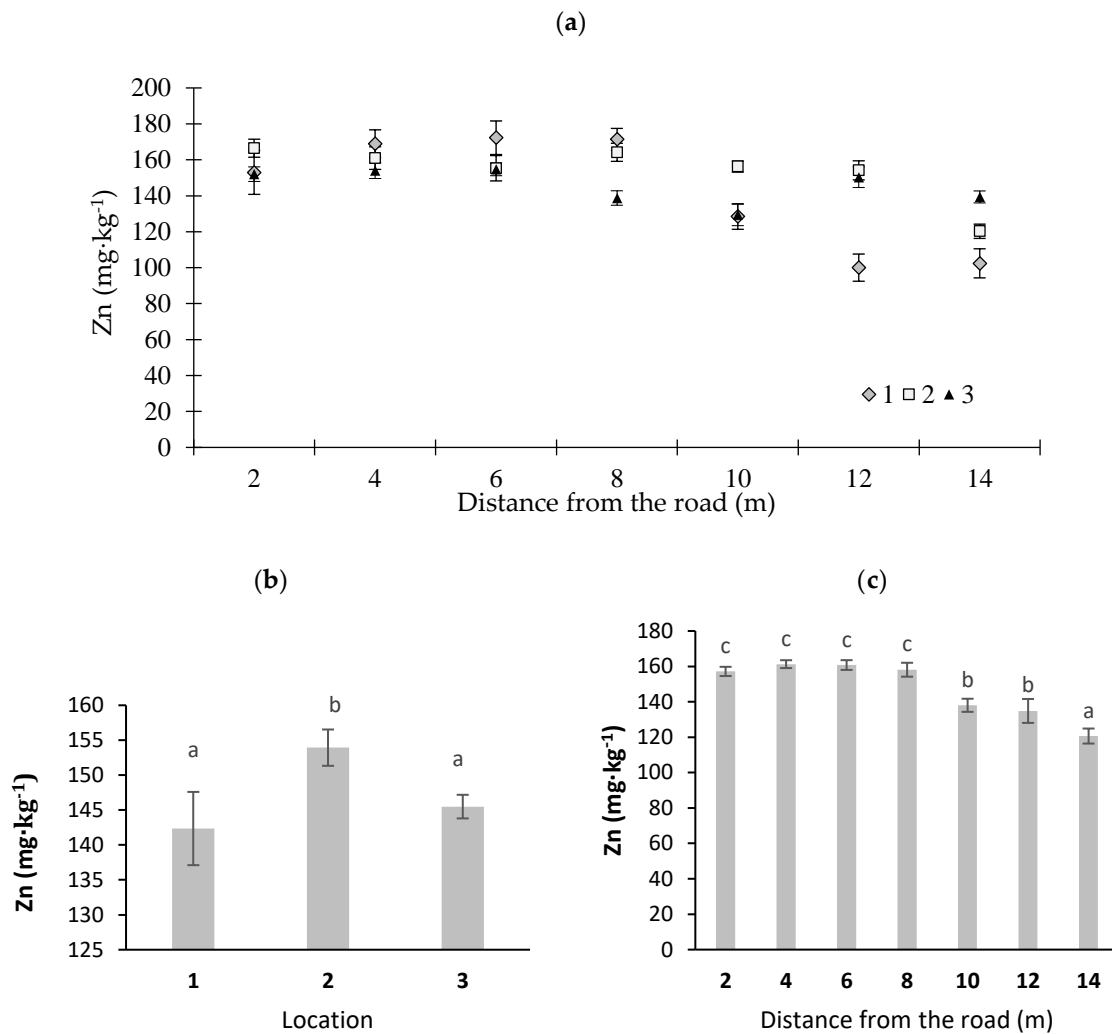 (a)
200
180
160
140
120
100
80
60
40
20
0
Zn (mg·kg⁻¹)
1 2 3
2 4 6 8 10 12 14
Distance from the road (m)
(b)
160
155
150
145
140
135
130
125
Zn (mg·kg⁻¹)
a b a
1 2 3
Location
(c)
180
160
140
120
100
80
60
40
20
0
Zn (mg·kg⁻¹)
c c c c b b a
2 4 6 8 10 12 14
Distance from the road (m)